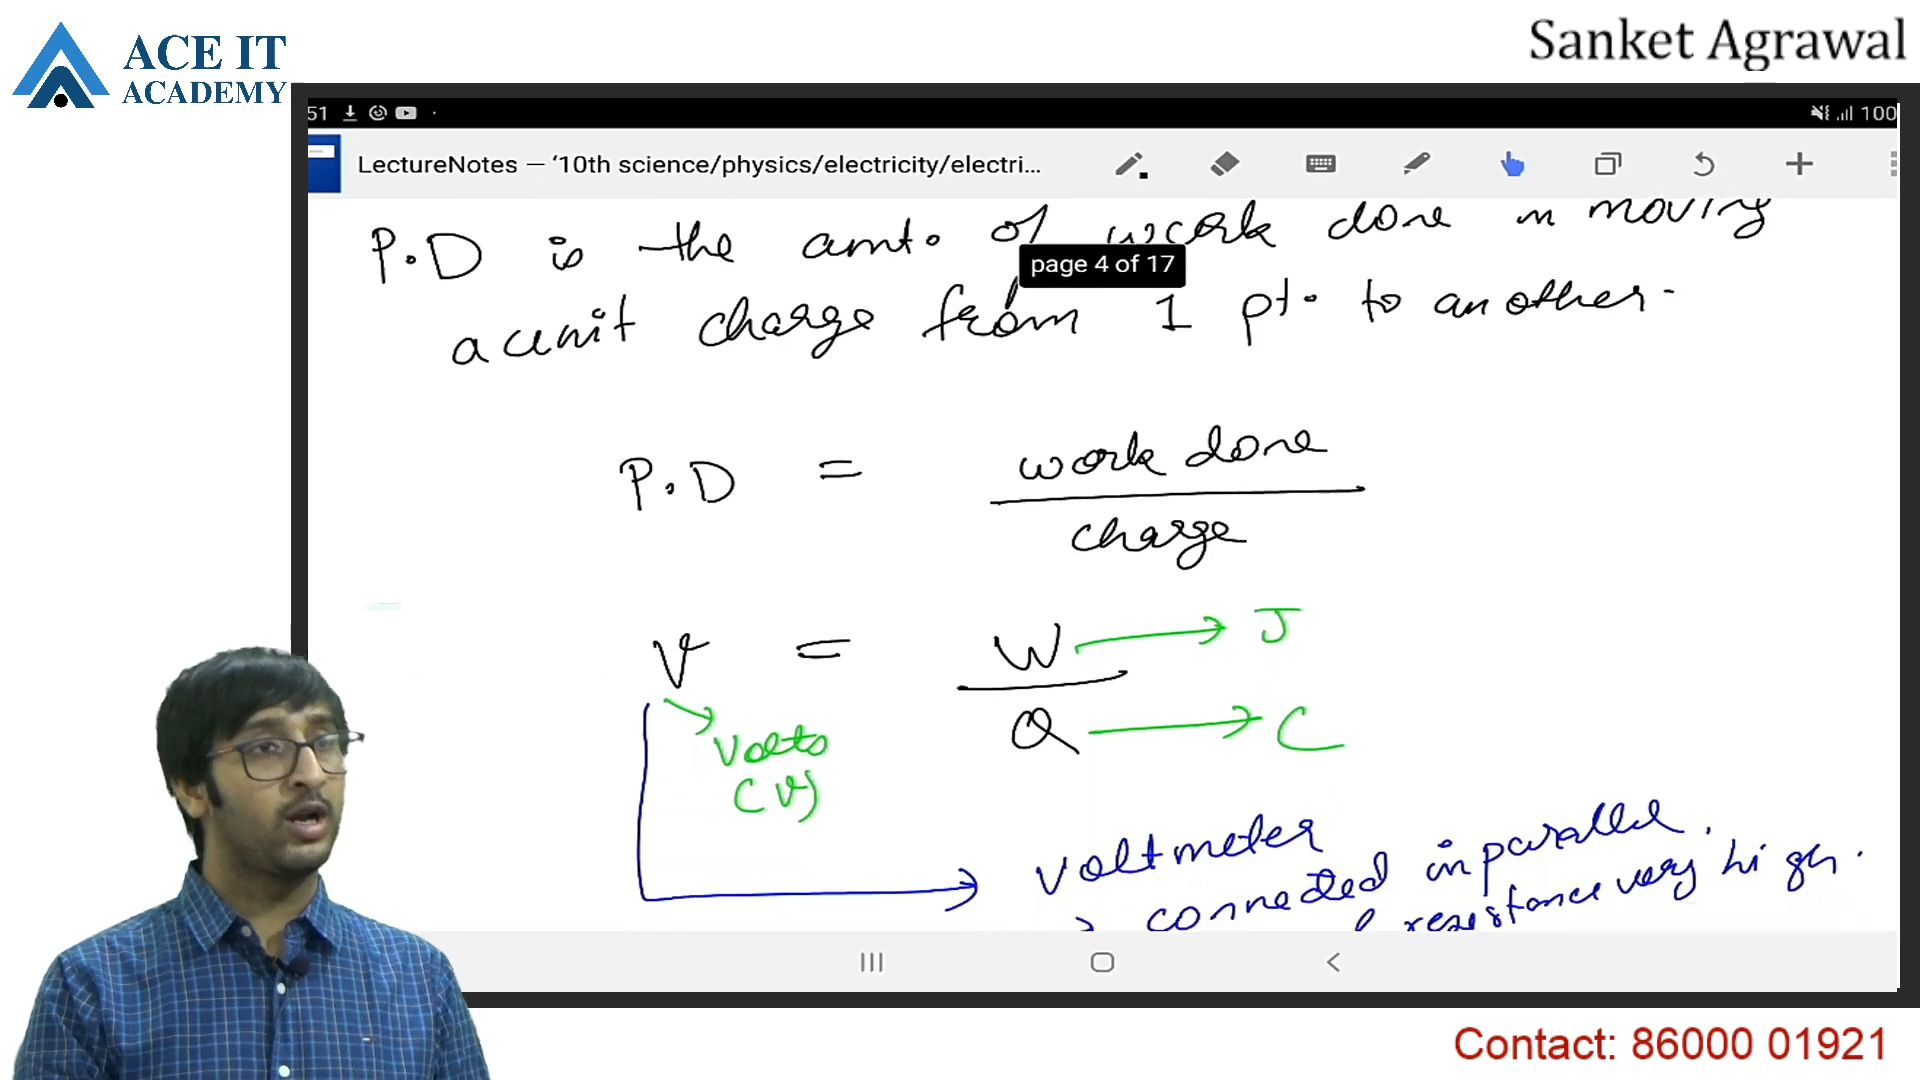 ACE IT
ACADEMY
Sanket Agrawal
51
100
LectureNotes — ‘10th science/physics/electricity/electri...
P.D is the amt. of work done in moving
page 4 of 17
a unit charge from 1 pt. to another.
P.D = work done
charge
V = W → J
Q → C
Volts
(V)
voltmeter
connected in parallel.
resistance very high.
Contact: 86000 01921